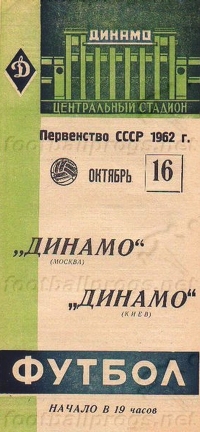 Д
ДИНАМО
ЦЕНТРАЛЬНЫЙ СТАДИОН
Первенство СССР 1962 г.
ОКТЯБРЬ 16
„ДИНАМО“
(МОСКВА)
„ДИНАМО“
(КИЕВ)
ФУТБОЛ
НАЧАЛО В 19 часов